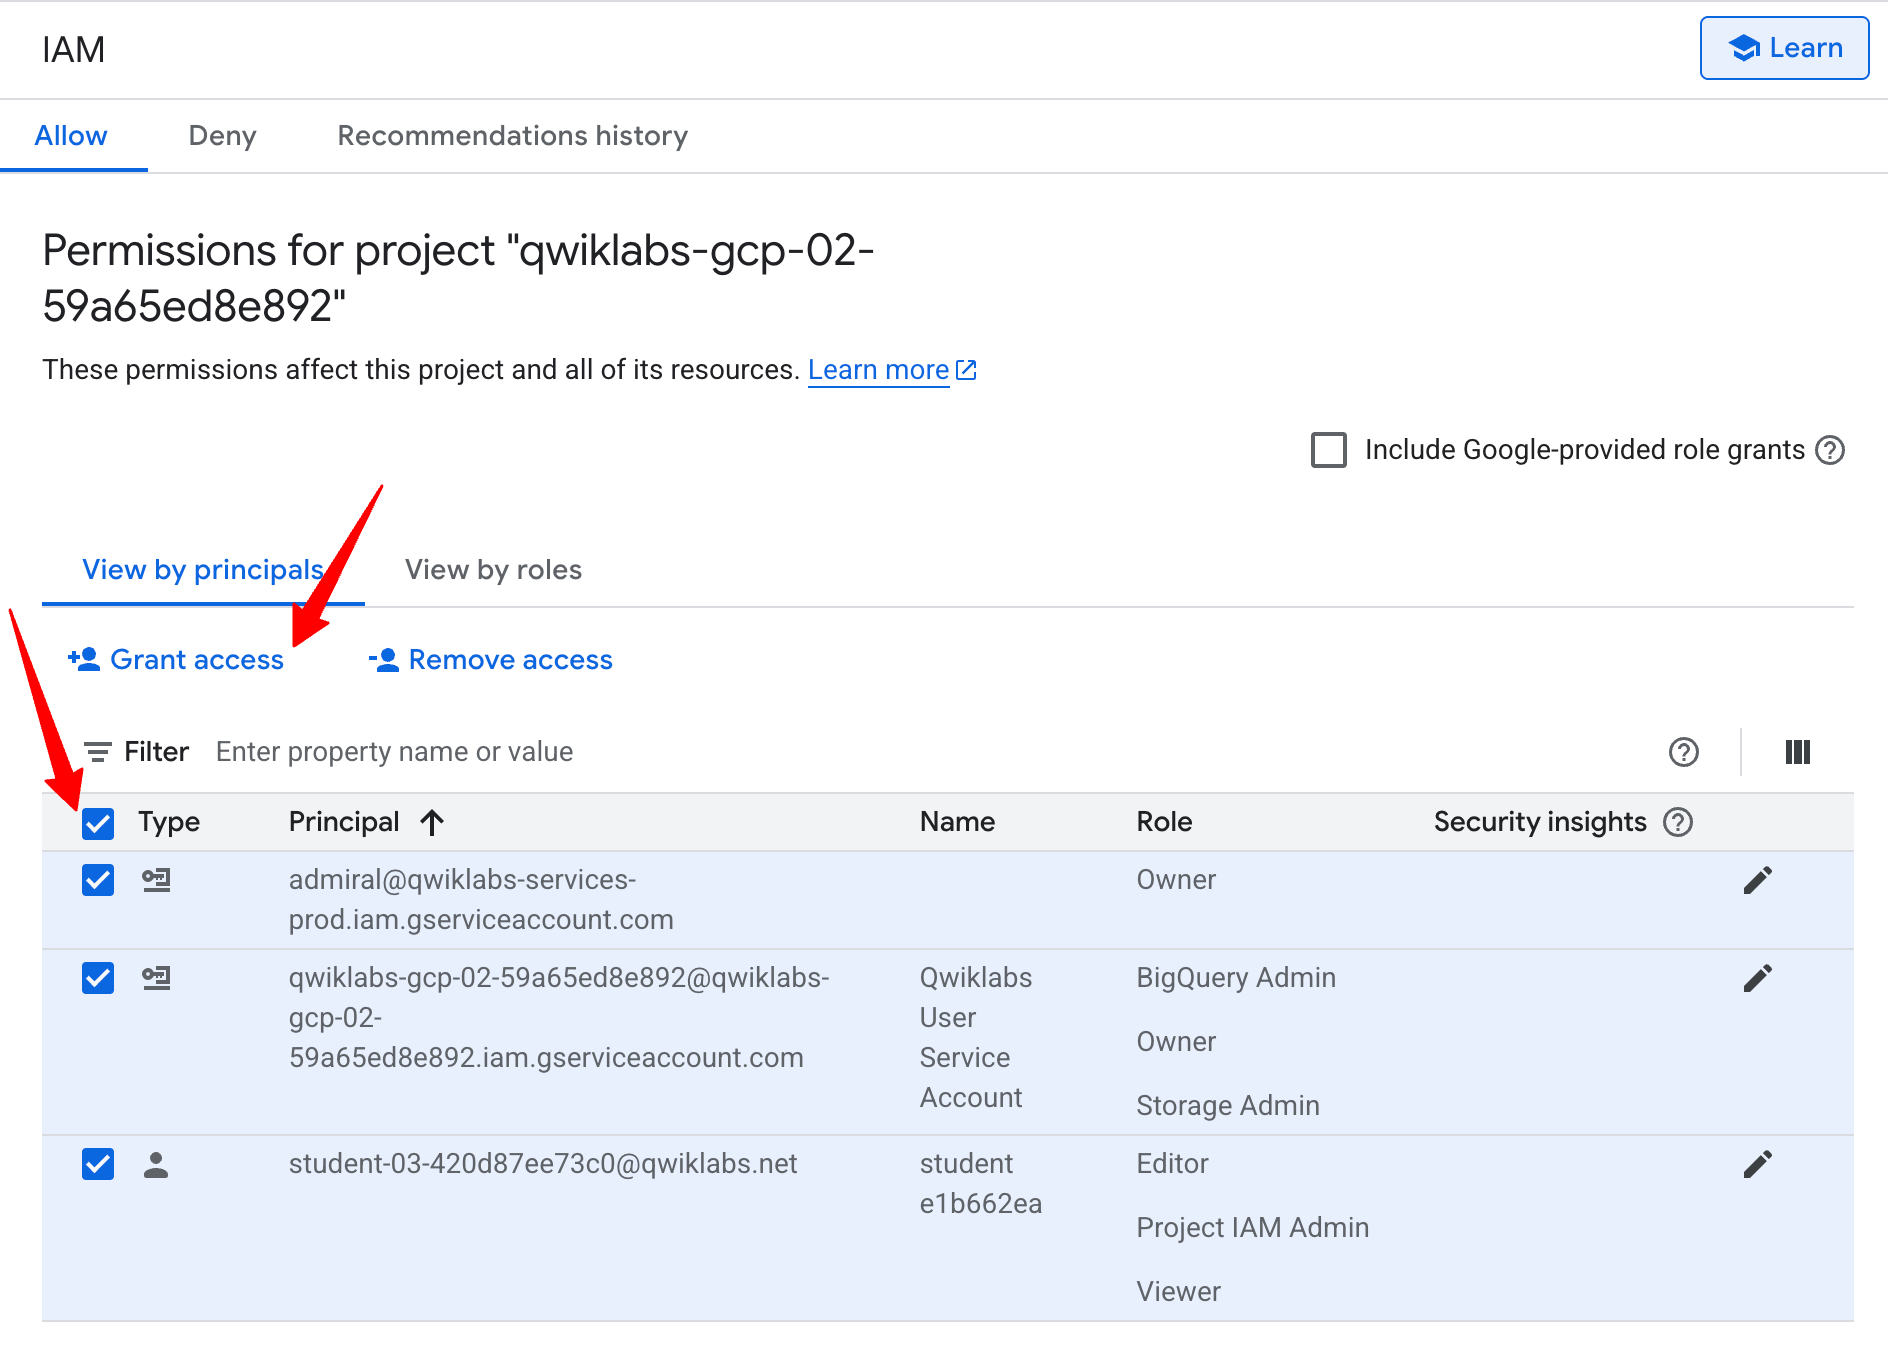 IAM
Learn
Allow
Deny
Recommendations history
Permissions for project "qwiklabs-gcp-02-
59a65ed8e892"
These permissions affect this project and all of its resources. Learn more
Include Google-provided role grants
View by principals
View by roles
Grant access
Remove access
Filter Enter property name or value
Type Principal Name Role Security insights
admiral@qwiklabs-services- Owner
prod.iam.gserviceaccount.com
qwiklabs-gcp-02-59a65ed8e892@qwiklabs- Qwiklabs BigQuery Admin
gcp-02- User
Owner
59a65ed8e892.iam.gserviceaccount.com Service
Account Storage Admin
student-03-420d87ee73c0@qwiklabs.net student Editor
e1b662ea
Project IAM Admin
Viewer